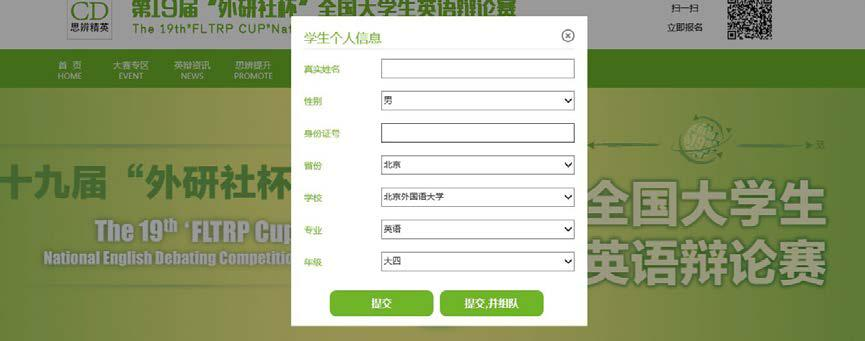 CD
思辨精英
第19届“外研社杯”全国大学生英语辩论赛
The 19th"FLTRP CUP"Nat
扫一扫
立即报名
首 页
HOME
大赛专区
EVENT
英辩资讯
NEWS
思辨提升
PROMOTE
学生个人信息
真实姓名
性别
男
身份证号
省份
北京
学校
北京外国语大学
专业
英语
年级
大四
提交
提交,并组队
十九届“外研社杯
The 19th ‘FLTRP Cup
National English Debating Competitio
全国大学生
英语辩论赛